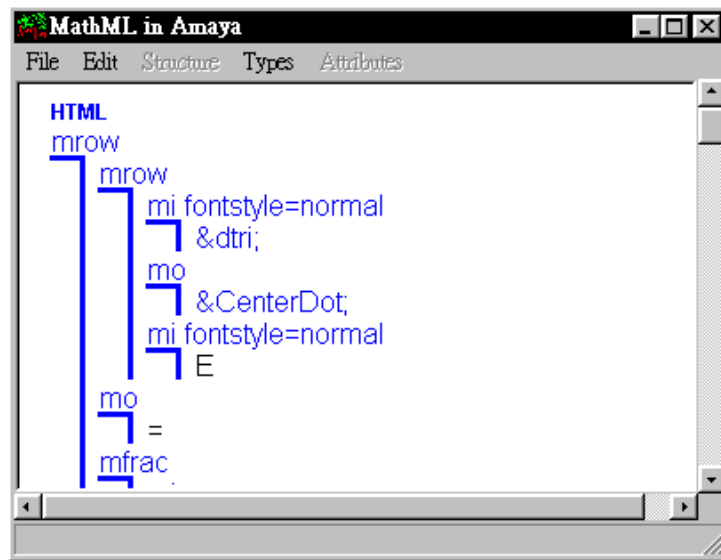 MathML in Amaya
File Edit Structure Types Attributes
HTML
mrow
mrow
mi fontstyle=normal
&dtri;
mo
&CenterDot;
mi fontstyle=normal
E
mo
=
mfrac